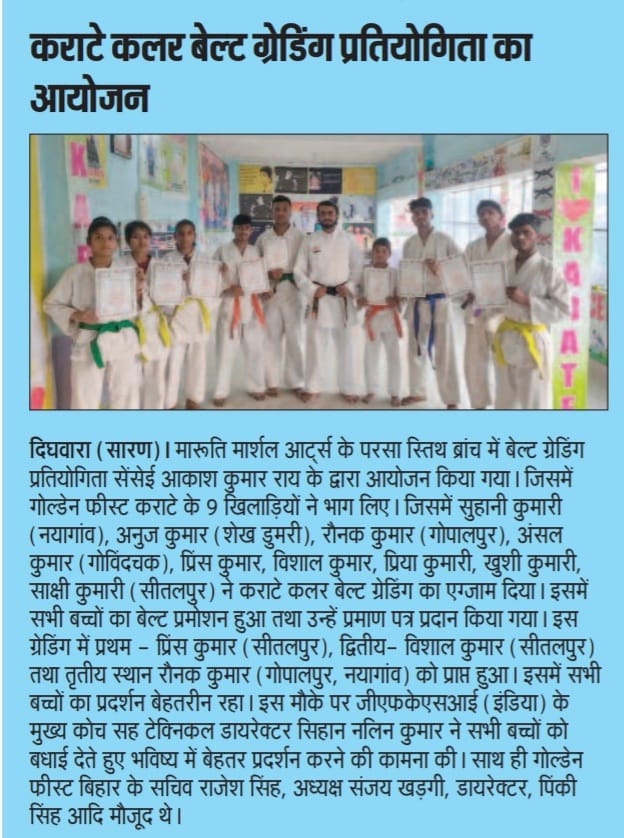 कराटे कलर बेल्ट ग्रेडिंग प्रतियोगिता का
आयोजन
I
KARATE
दिघवारा (सारण)। मारूति मार्शल आर्ट्स के परसा स्तिथ ब्रांच में बेल्ट ग्रेडिंग
प्रतियोगिता सेंसेई आकाश कुमार राय के द्वारा आयोजन किया गया। जिसमें
गोल्डेन फीस्ट कराटे के 9 खिलाड़ियों ने भाग लिए। जिसमें सुहानी कुमारी
(नयागांव), अनुज कुमार (शेख डुमरी), रौनक कुमार (गोपालपुर), अंसल
कुमार (गोविंदचक), प्रिंस कुमार, विशाल कुमार, प्रिया कुमारी, खुशी कुमारी,
साक्षी कुमारी (सीतलपुर) ने कराटे कलर बेल्ट ग्रेडिंग का एग्जाम दिया। इसमें
सभी बच्चों का बेल्ट प्रमोशन हुआ तथा उन्हें प्रमाण पत्र प्रदान किया गया। इस
ग्रेडिंग में प्रथम – प्रिंस कुमार (सीतलपुर), द्वितीय– विशाल कुमार (सीतलपुर)
तथा तृतीय स्थान रौनक कुमार (गोपालपुर, नयागांव) को प्राप्त हुआ। इसमें सभी
बच्चों का प्रदर्शन बेहतरीन रहा। इस मौके पर जीएफकेएसआई (इंडिया) के
मुख्य कोच सह टेक्निकल डायरेक्टर सिहान नलिन कुमार ने सभी बच्चों को
बधाई देते हुए भविष्य में बेहतर प्रदर्शन करने की कामना की। साथ ही गोल्डेन
फीस्ट बिहार के सचिव राजेश सिंह, अध्यक्ष संजय खड़गी, डायरेक्टर, पिंकी
सिंह आदि मौजूद थे।